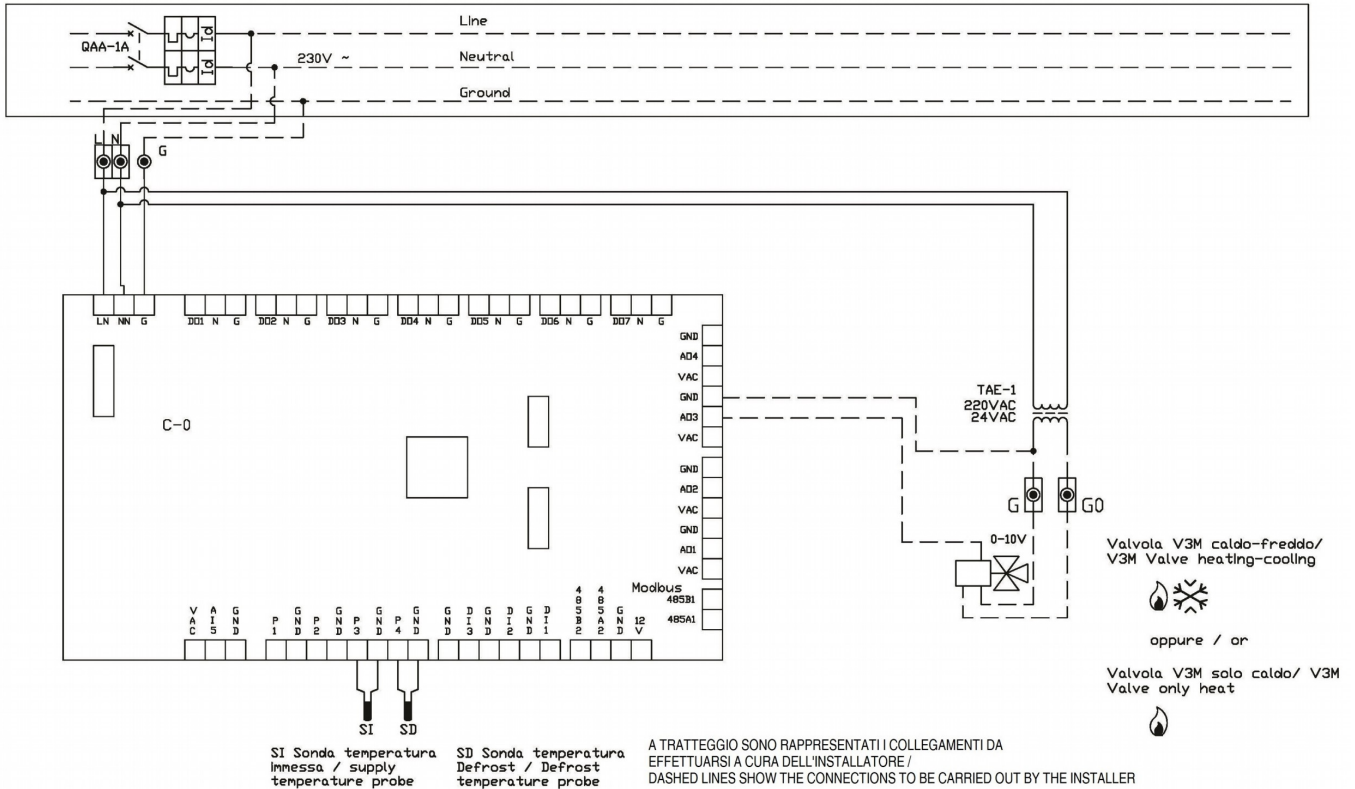 Line
QAA-1A
Id
Id
230V ~
Neutral
Ground
L N
G
LN NN G
DO1 N G
DO2 N G
DO3 N G
DO4 N G
DO5 N G
DO6 N G
DO7 N G
GND
AO4
VAC
GND
AO3
VAC
GND
AO2
VAC
GND
AO1
VAC
Modbus
485B1
485A1
C-0
TAE-1
220VAC
24VAC
G
G0
0-10V
Valvola V3M caldo-freddo/
V3M Valve heating-cooling
oppure / or
Valvola V3M solo caldo/ V3M
Valve only heat
VAC AI5 GND
P1 GND P2 GND P3 GND P4 GND
GND DI3 GND DI2 GND DI1
485B2 485A2 GND 12V
SI
SD
SI Sonda temperatura
immessa / supply
temperature probe
SD Sonda temperatura
Defrost / Defrost
temperature probe
A TRATTEGGIO SONO RAPPRESENTATI I COLLEGAMENTI DA
EFFETTUARSI A CURA DELL'INSTALLATORE /
DASHED LINES SHOW THE CONNECTIONS TO BE CARRIED OUT BY THE INSTALLER